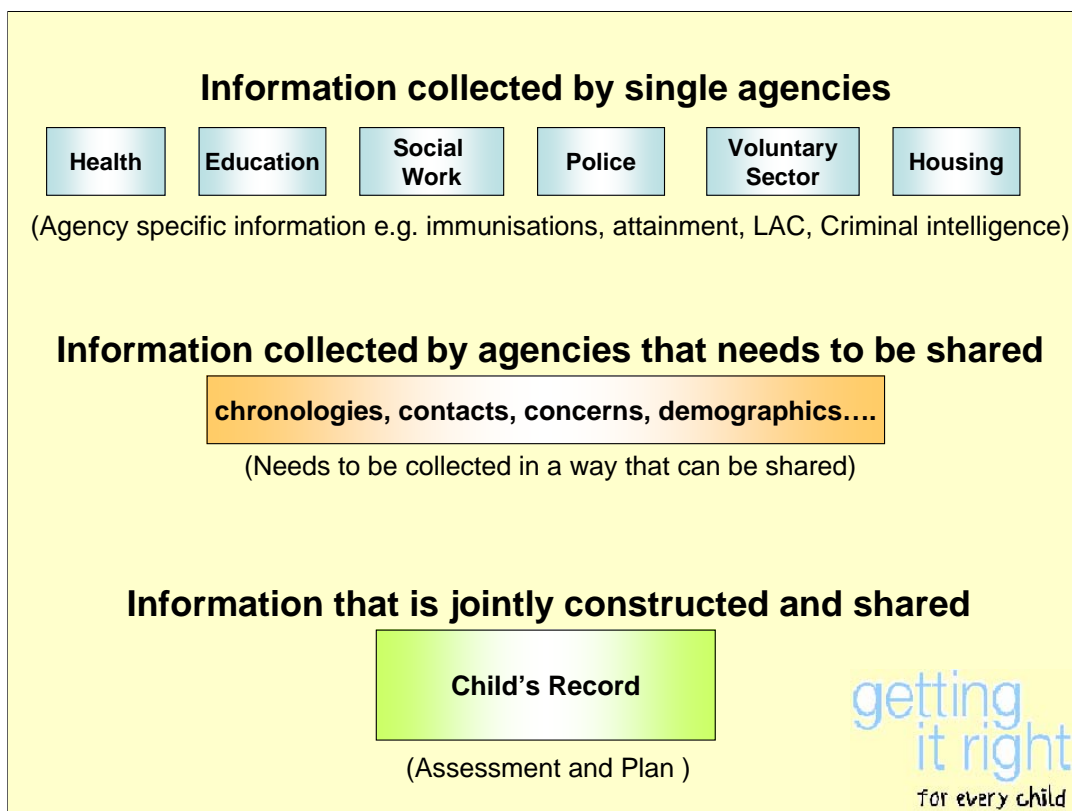 Information collected by single agencies
Health
Education
Social
Work
Police
Voluntary
Sector
Housing
(Agency specific information e.g. immunisations, attainment, LAC, Criminal intelligence)
Information collected by agencies that needs to be shared
chronologies, contacts, concerns, demographics….
(Needs to be collected in a way that can be shared)
Information that is jointly constructed and shared
Child’s Record
(Assessment and Plan )
getting
it right
for every child